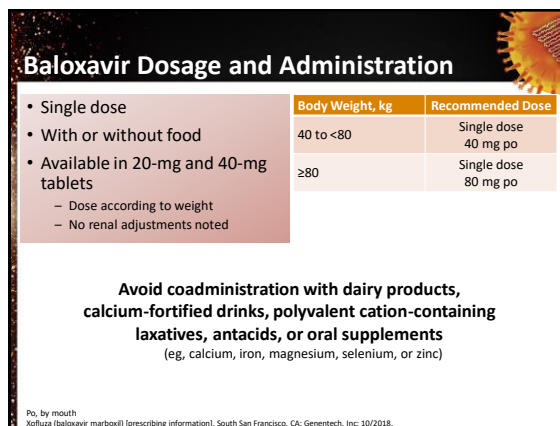 Baloxavir Dosage and Administration
• Single dose
• With or without food
• Available in 20-mg and 40-mg
tablets
– Dose according to weight
– No renal adjustments noted
Body Weight, kg Recommended Dose
40 to <80 Single dose
40 mg po
≥80 Single dose
80 mg po
Avoid coadministration with dairy products,
calcium-fortified drinks, polyvalent cation-containing
laxatives, antacids, or oral supplements
(eg, calcium, iron, magnesium, selenium, or zinc)
Po, by mouth
Xofluza (baloxavir marboxil) [prescribing information]. South San Francisco, CA: Genentech, Inc; 10/2018.